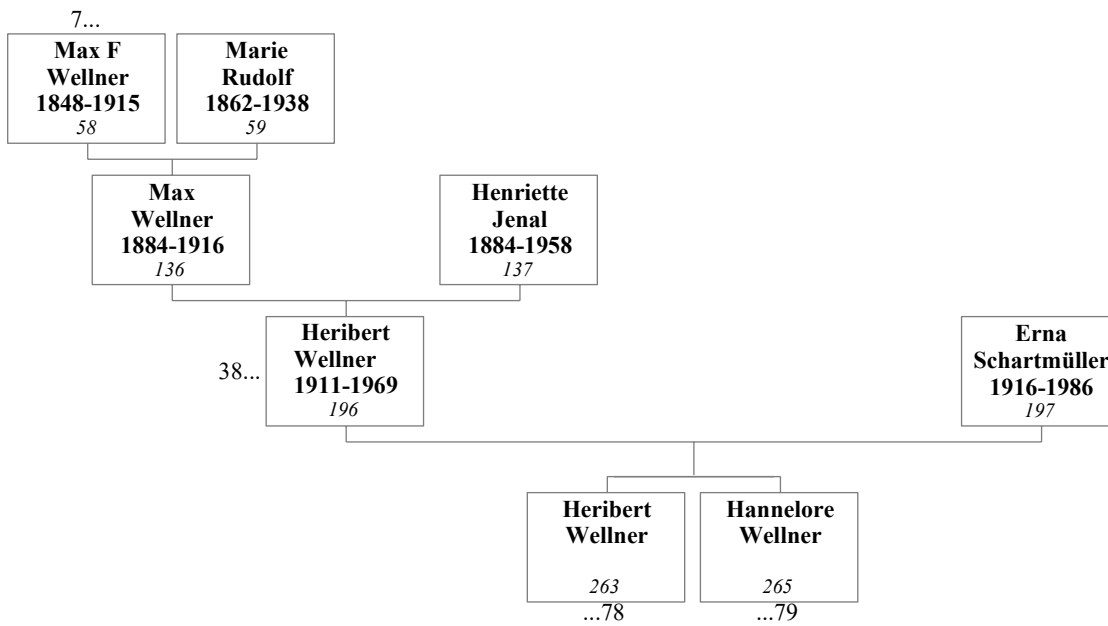 7...
Max F
Wellner
1848-1915
58
Marie
Rudolf
1862-1938
59
Max
Wellner
1884-1916
136
Henriette
Jenal
1884-1958
137
38...
Heribert
Wellner
1911-1969
196
Erna
Schartmüller
1916-1986
197
Heribert
Wellner
263
...78
Hannelore
Wellner
265
...79